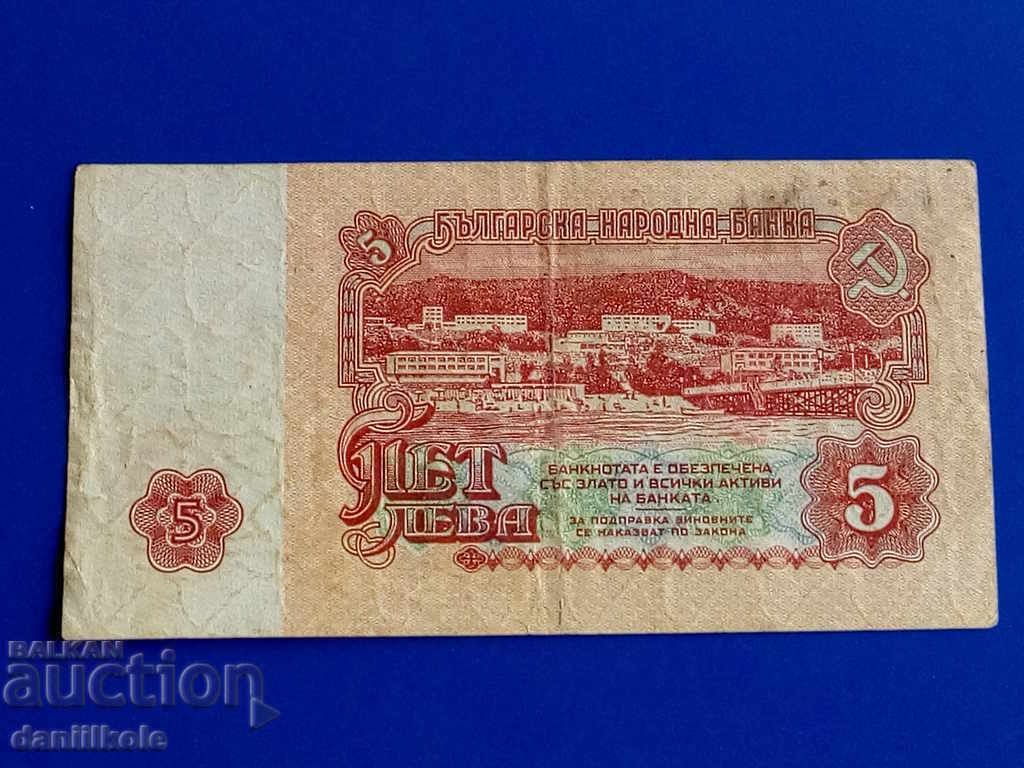 БЪЛГАРСКА НАРОДНА БАНКА
5
ПЕТ
ЛЕВА
БАНКНОТАТА Е ОБЕЗПЕЧЕНА
СЪС ЗЛАТО И ВСИЧКИ АКТИВИ
НА БАНКАТА.
ЗА ПОДПРАВКА ВИНОВНИТЕ
СЕ НАКАЗВАТ ПО ЗАКОНА
5
5
BALKAN
auction
daniilkole